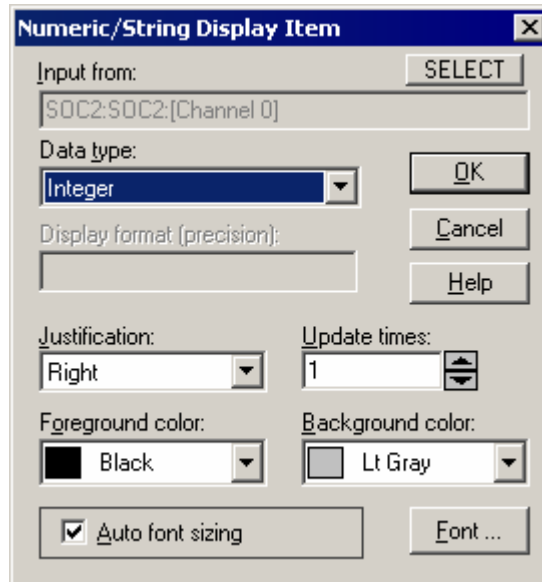 Numeric/String Display Item
Input from:
SELECT
SOC2:SOC2:[Channel 0]
Data type:
Integer
OK
Display format (precision):
Cancel
Help
Justification:
Update times:
Right
1
Foreground color:
Background color:
Black
Lt Gray
Auto font sizing
Font ...